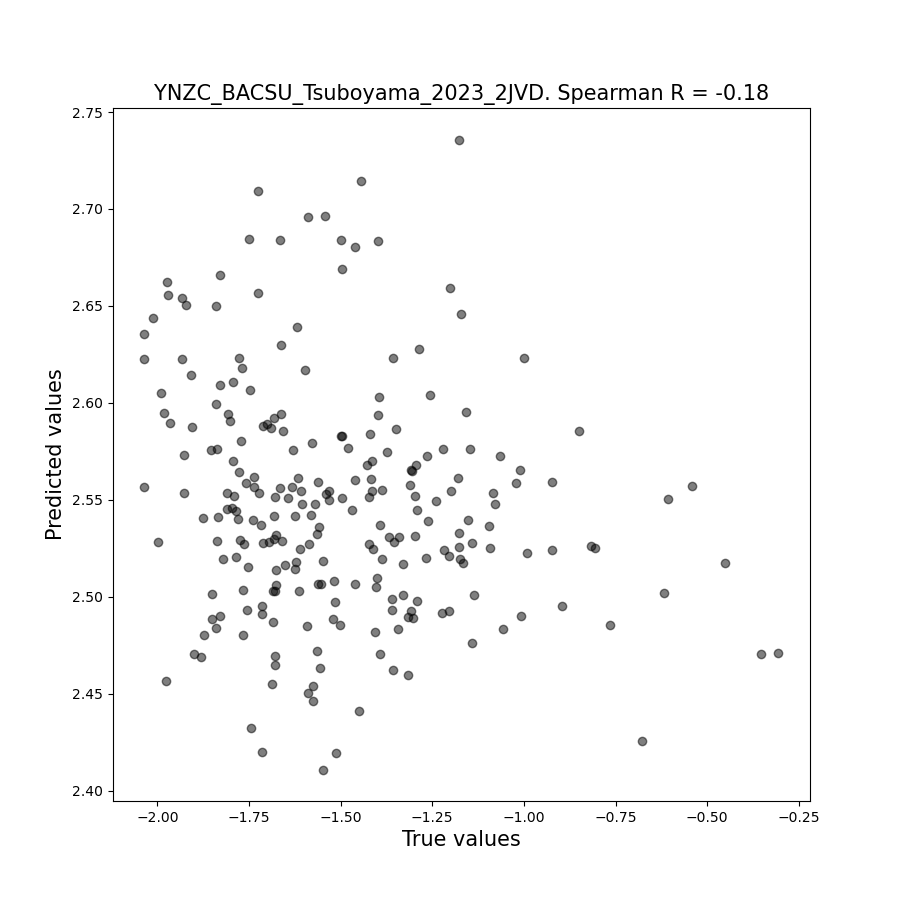 YNZC_BACSU_Tsuboyama_2023_2JVD. Spearman R = -0.18
2.75
2.70
2.65
2.60
2.55
2.50
2.45
2.40
Predicted values
−2.00 −1.75 −1.50 −1.25 −1.00 −0.75 −0.50 −0.25
True values